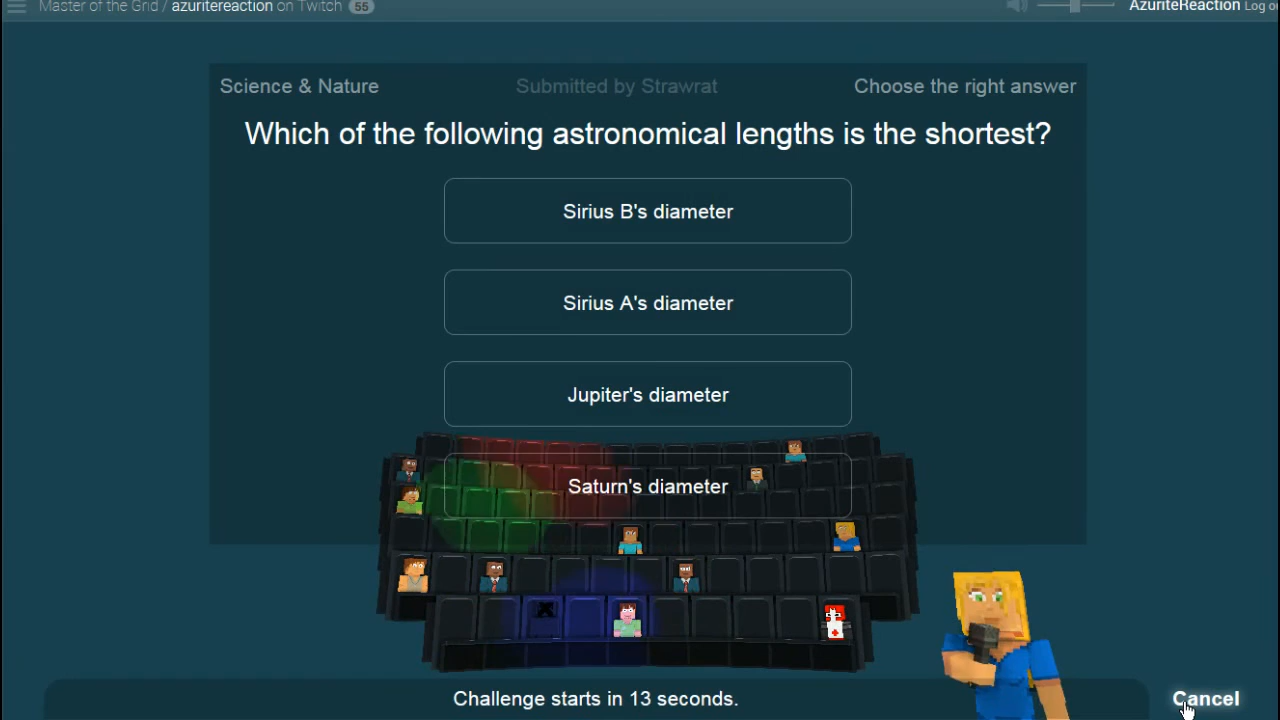 Master of the Grid / azuritereaction on Twitch 55
AzuriteReaction Log
Science & Nature
Submitted by Strawrat
Choose the right answer
Which of the following astronomical lengths is the shortest?
Sirius B's diameter
Sirius A's diameter
Jupiter's diameter
Saturn's diameter
Challenge starts in 13 seconds.
Cancel